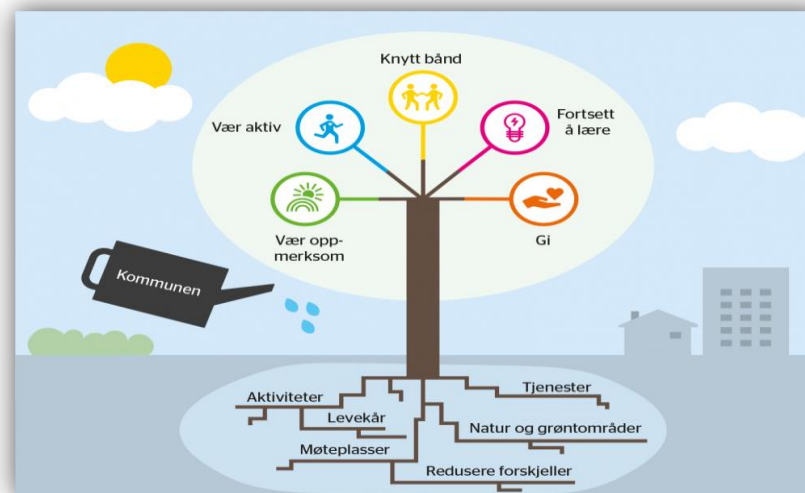 Knytt bånd
Vær aktiv
Fortsett
å lære
Vær opp-
merksom
Gi
Kommunen
Aktiviteter
Tjenester
Levekår
Natur og grøntområder
Møteplasser
Redusere forskjeller